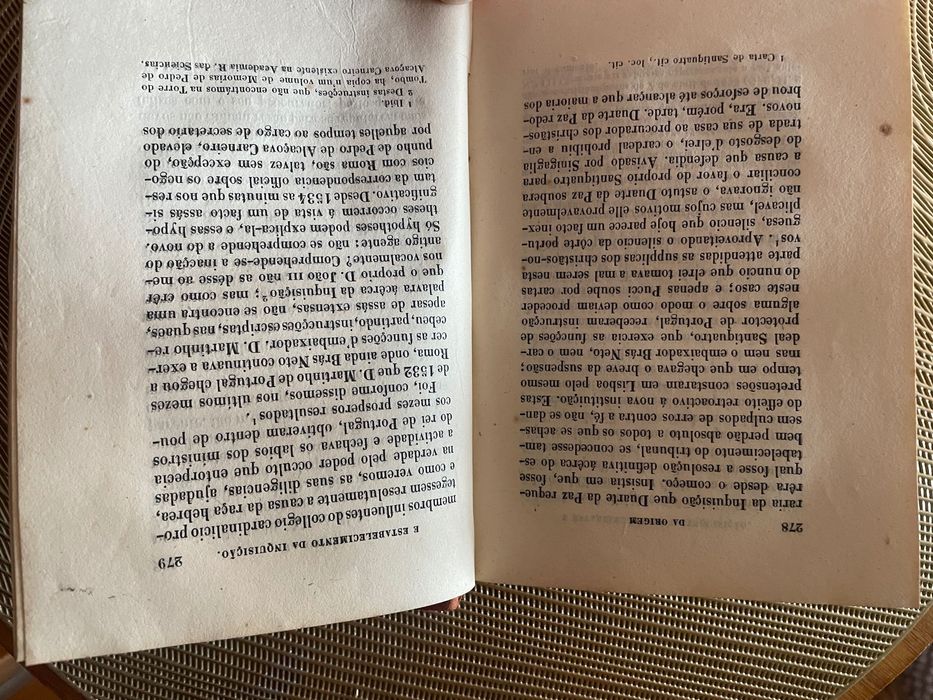 278
DA ORIGEM
raria da Inquisição que Duarte da Paz reque-
rêra desde o começo. Insistia em que, fosse
qual fosse a resolução definitiva ácêrca do es-
tabelecimento do tribunal, se concedesse tam-
bem perdão absoluto a todos os que se achas-
sem culpados de erros contra a fé, não se dan-
do effeito retroactivo á nova instituição. Estas
pretensões constaram em Lisboa pelo mesmo
tempo em que chegava o breve da suspensão;
mas nem o embaixador Brás Neto, nem o car-
deal Santiquatro, que exercia as funcções de
protector de Portugal, receberam instrucção
alguma sobre o modo como deviam proceder
neste caso; e apenas Pucci soube por cartas
do nuncio que elrei tomava a mal serem nesta
parte attendidas as supplicas dos christãos-no-
vos¹. Aproveitando o silencio da côrte portu-
guesa, silencio que hoje parece um facto inex-
plicavel, mas cujos motivos elle provavelmente
não ignorava, o astuto Duarte da Paz soubera
conciliar o favor do proprio Santiquatro para
a causa que defendia. Avisado por Sinigaglia
do desgosto d'elrei, o cardeal prohibiu a en-
trada de sua casa ao procurador dos christãos-
novos. Era, porém, tarde. Duarte da Paz redo-
brou de esforços até alcançar que a maioria dos
¹ Carta de Santiquatro cit., loc. cit.
E ESTABELECIMENTO DA INQUISIÇÃO.
279
membros influentes do collegio cardinalicio pro-
tegessem resolutamente a causa da raça hebrea,
e como veremos, as suas diligencias, ajudadas
na verdade pelo poder occulto que entorpecia
a actividade e fechava os labios dos ministros
do rei de Portugal, obtiveram dentro de pou-
cos mezes prosperos resultados¹.
Foi, conforme dissemos, nos ultimos mezes
de 1532 que D. Martinho de Portugal chegou a
Roma, onde ainda Brás Neto continuava a exer-
cer as funcções d'embaixador. D. Martinho re-
cebeu, partindo, instrucções escriptas, nas quaes,
apesar de assás extensas, não se encontra uma
palavra ácêrca da Inquisição²; mas como crêr
que o proprio D. João III não as désse ao me-
nos vocalmente? Comprehende-se a inacção do
antigo agente: não se comprehende a do novo.
Só hypotheses podem explica-la, e essas hypo-
theses occorrem á vista de um facto assás si-
gnificativo. Desde 1534 as minutas que nos res-
tam da correspondencia official sobre os nego-
cios com Roma são, talvez sem excepção, do
punho de Pedro de Alcaçova Carneiro, elevado
por aquelles tempos ao cargo de secretario dos
¹ Ibid.
² Destas instrucções, que não encontrámos na Torre do
Tombo, ha copia n'um volume de Memorias de Pedro de
Alcaçova Carneiro existente na Academia R. das Sciencias.